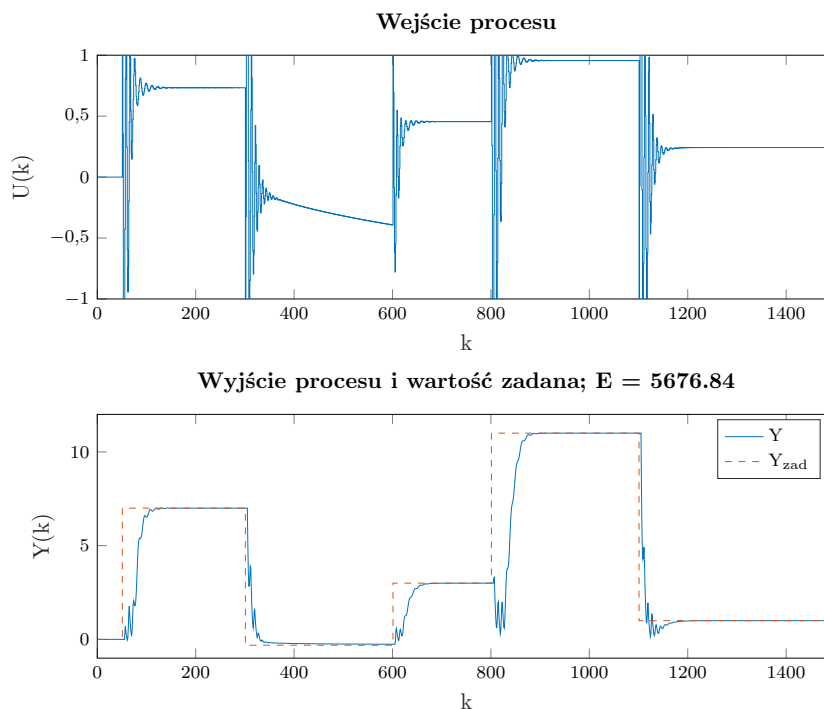 Wejście procesu
1
0,5
0
−0,5
−1
U(k)
0 200 400 600 800 1000 1200 1400
k
Wyjście procesu i wartość zadana; E = 5676.84
10
5
0
Y(k)
Y
Y_zad
0 200 400 600 800 1000 1200 1400
k